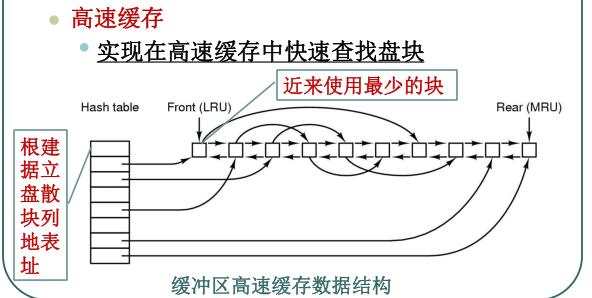 高速缓存
实现在高速缓存中快速查找盘块
近来使用最少的块
Hash table
Front (LRU)
Rear (MRU)
根据盘块地址
建立散列表
缓冲区高速缓存数据结构